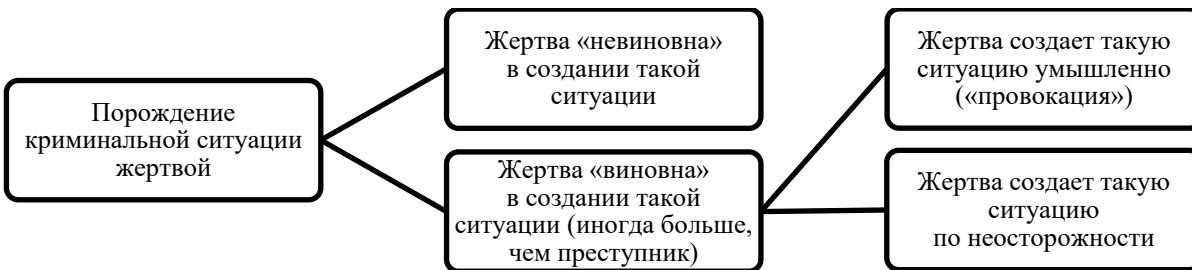 Порождение
криминальной ситуации
жертвой
Жертва «невиновна»
в создании такой
ситуации
Жертва «виновна»
в создании такой
ситуации (иногда больше,
чем преступник)
Жертва создает такую
ситуацию умышленно
(«провокация»)
Жертва создает такую
ситуацию
по неосторожности